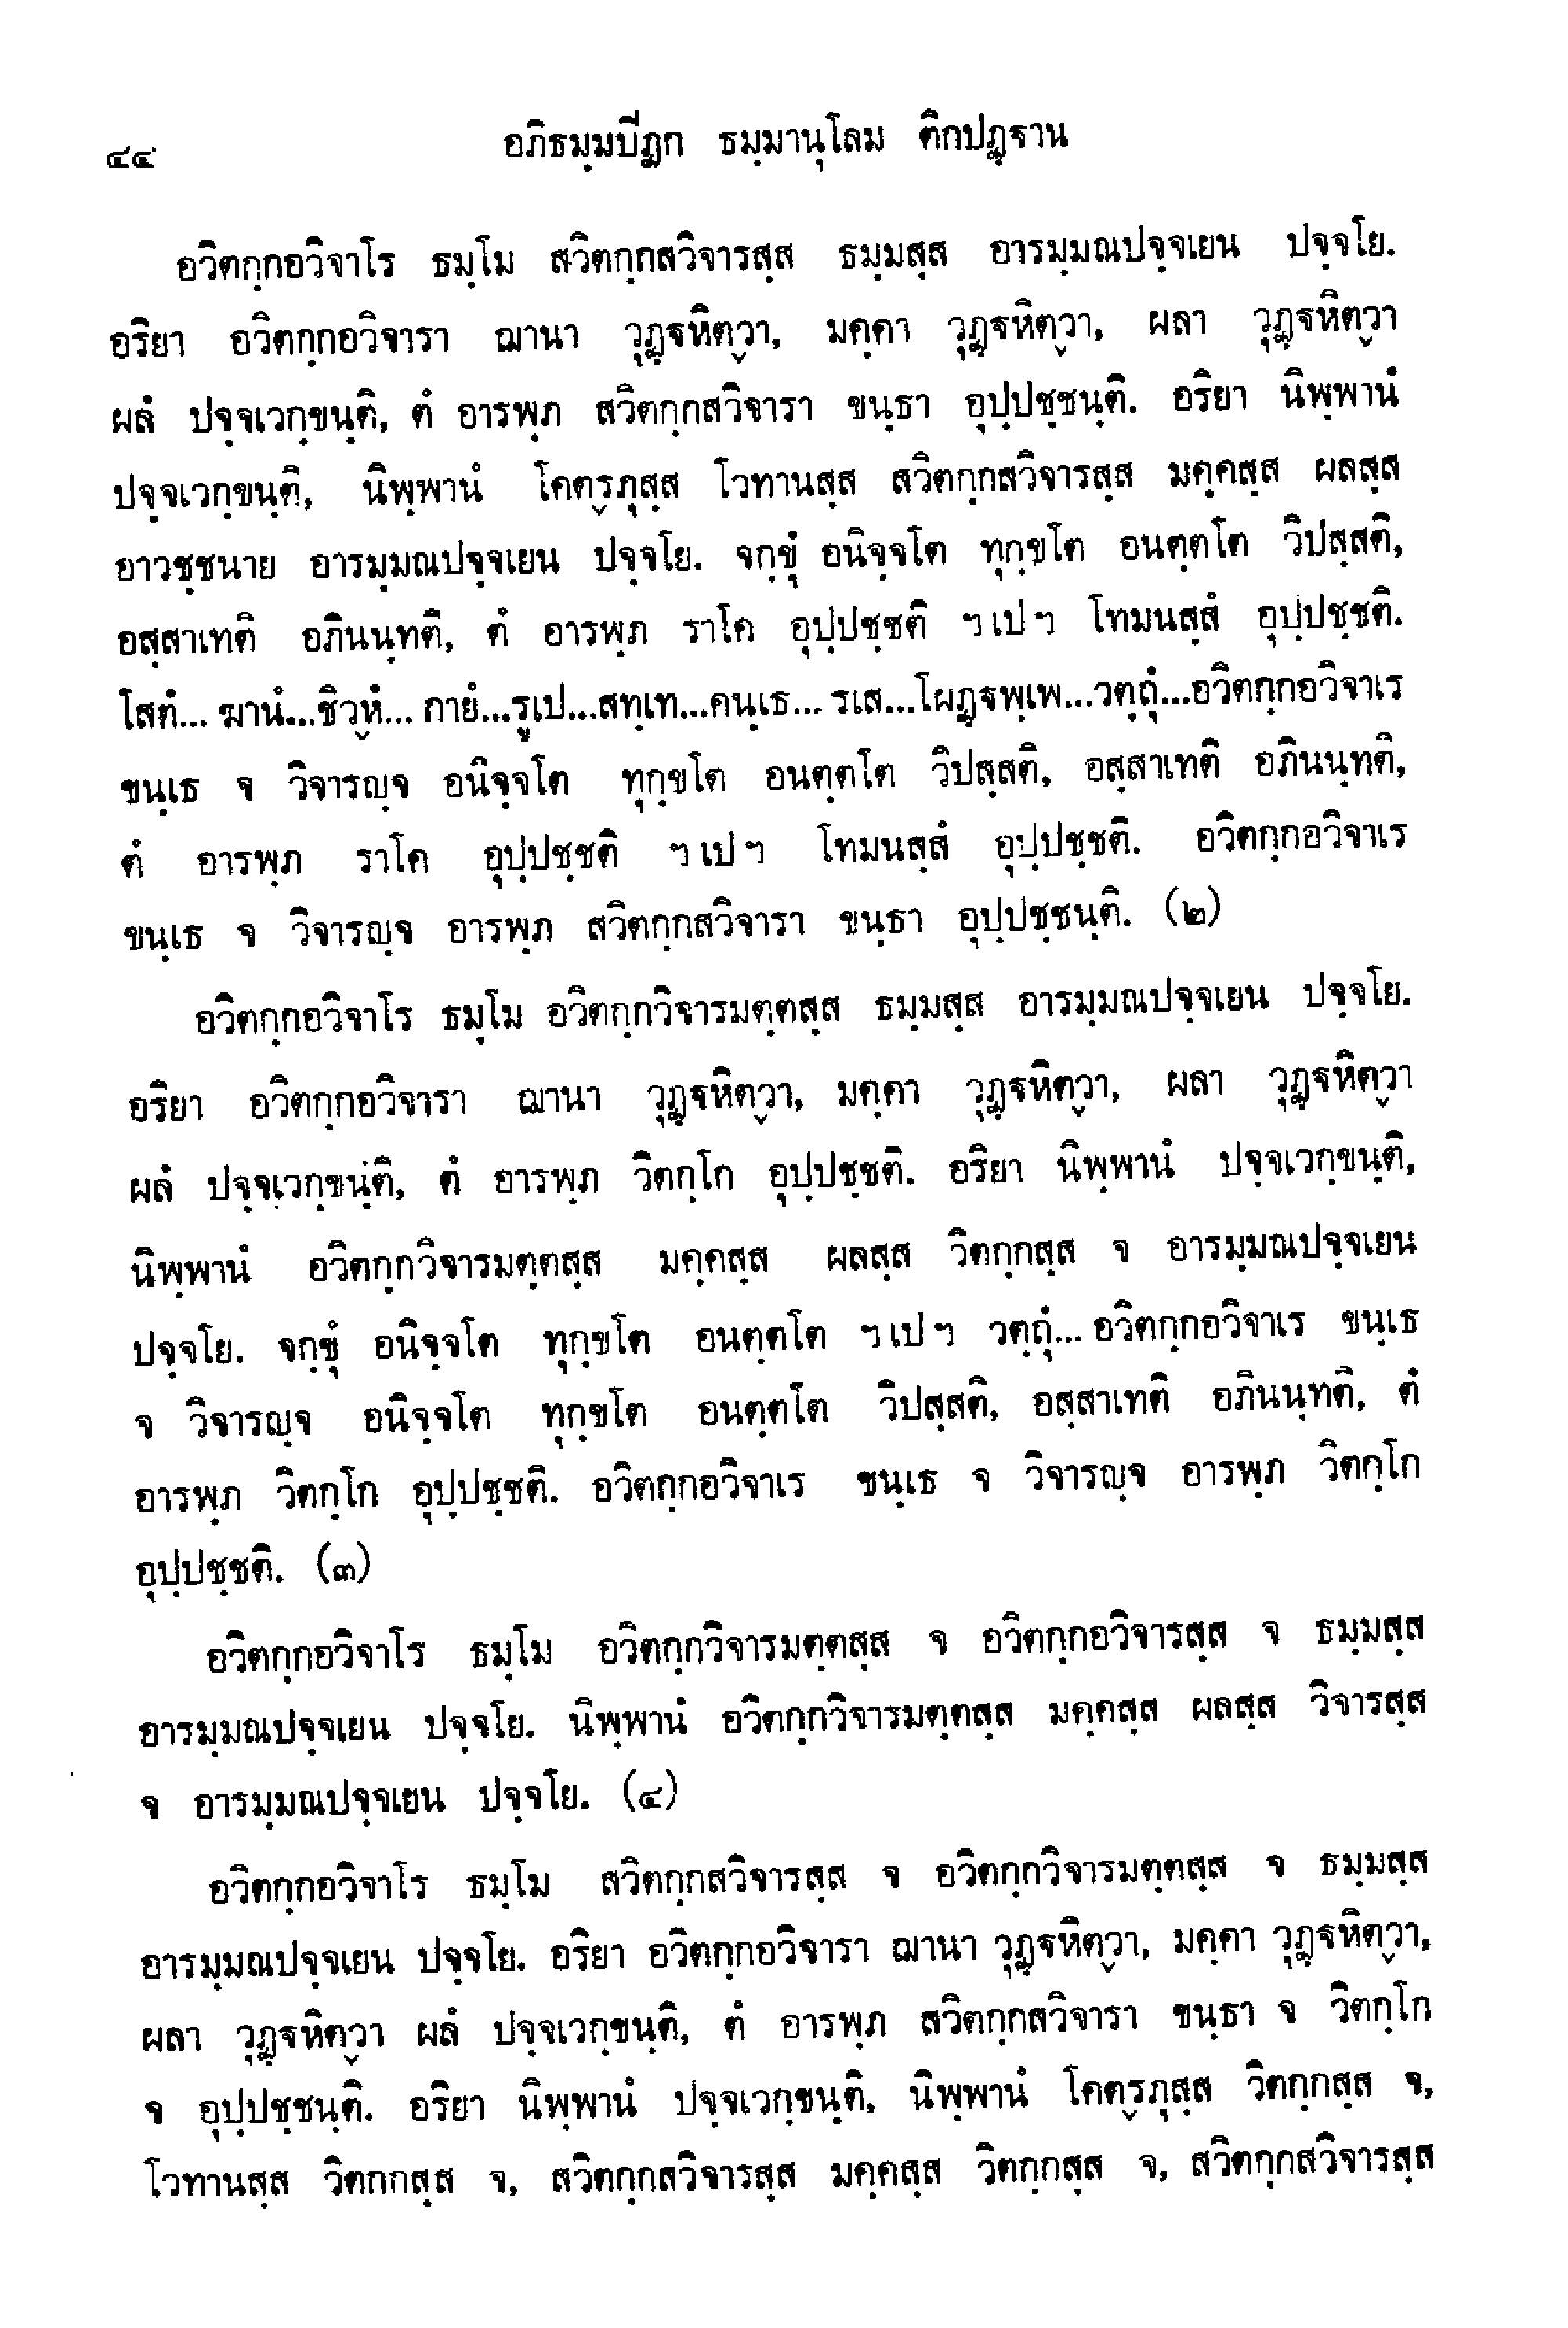 ๔๔ อภิธมฺมปีฏก ธมฺมานุโลม ติกปฏฺฐาน
อวิตกฺกอวิจาโร ธมฺโม สวิตกฺกสวิจารสฺส ธมฺมสฺส อารมฺมณปจฺจเยน ปจฺจโย.
อริยา อวิตกฺกอวิจารา ฌานา วุฏฺฐหิตฺวา, มคฺคา วุฏฺฐหิตฺวา, ผลา วุฏฺฐหิตฺวา
ผลํ ปจฺจเวกฺขนฺติ, ตํ อารพฺภ สวิตกฺกสวิจารา ขนฺธา อุปฺปชฺชนฺติ. อริยา นิพฺพานํ
ปจฺจเวกฺขนฺติ, นิพฺพานํ โคตฺรภุสฺส โวทานสฺส สวิตกฺกสวิจารสฺส มคฺคสฺส ผลสฺส
อาวชฺชนาย อารมฺมณปจฺจเยน ปจฺจโย. จกฺขุํ อนิจฺจโต ทุกฺขโต อนตฺตโต วิปสฺสติ,
อสฺสาเทติ อภินนฺทติ, ตํ อารพฺภ ราโค อุปฺปชฺชติ ฯเปฯ โทมนสฺสํ อุปฺปชฺชติ.
โสตํ... ฆานํ...ชิวฺหํ... กายํ...รูเป...สทฺเท...คนฺเธ... รเส...โผฏฺฐพฺเพ...วตฺถุํ...อวิตกฺกอวิจาเร
ขนฺเธ จ วิจารญฺจ อนิจฺจโต ทุกฺขโต อนตฺตโต วิปสฺสติ, อสฺสาเทติ อภินนฺทติ,
ตํ อารพฺภ ราโค อุปฺปชฺชติ ฯเปฯ โทมนสฺสํ อุปฺปชฺชติ. อวิตกฺกอวิจาเร
ขนฺเธ จ วิจารญฺจ อารพฺภ สวิตกฺกสวิจารา ขนฺธา อุปฺปชฺชนฺติ. (๒)
อวิตกฺกอวิจาโร ธมฺโม อวิตกฺกวิจารมตฺตสฺส ธมฺมสฺส อารมฺมณปจฺจเยน ปจฺจโย.
อริยา อวิตกฺกอวิจารา ฌานา วุฏฺฐหิตฺวา, มคฺคา วุฏฺฐหิตฺวา, ผลา วุฏฺฐหิตฺวา
ผลํ ปจฺจเวกฺขนฺติ, ตํ อารพฺภ วิตกฺโก อุปฺปชฺชติ. อริยา นิพฺพานํ ปจฺจเวกฺขนฺติ,
นิพฺพานํ อวิตกฺกวิจารมตฺตสฺส มคฺคสฺส ผลสฺส วิตกฺกสฺส จ อารมฺมณปจฺจเยน
ปจฺจโย. จกฺขุํ อนิจฺจโต ทุกฺขโต อนตฺตโต ฯเปฯ วตฺถุํ... อวิตกฺกอวิจาเร ขนฺเธ
จ วิจารญฺจ อนิจฺจโต ทุกฺขโต อนตฺตโต วิปสฺสติ, อสฺสาเทติ อภินนฺทติ, ตํ
อารพฺภ วิตกฺโก อุปฺปชฺชติ. อวิตกฺกอวิจาเร ขนฺเธ จ วิจารญฺจ อารพฺภ วิตกฺโก
อุปฺปชฺชติ. (๓)
อวิตกฺกอวิจาโร ธมฺโม อวิตกฺกวิจารมตฺตสฺส จ อวิตกฺกอวิจารสฺส จ ธมฺมสฺส
อารมฺมณปจฺจเยน ปจฺจโย. นิพฺพานํ อวิตกฺกวิจารมตฺตสฺส มคฺคสฺส ผลสฺส วิจารสฺส
จ อารมฺมณปจฺจเยน ปจฺจโย. (๔)
อวิตกฺกอวิจาโร ธมฺโม สวิตกฺกสวิจารสฺส จ อวิตกฺกวิจารมตฺตสฺส จ ธมฺมสฺส
อารมฺมณปจฺจเยน ปจฺจโย. อริยา อวิตกฺกอวิจารา ฌานา วุฏฺฐหิตฺวา, มคฺคา วุฏฺฐหิตฺวา,
ผลา วุฏฺฐหิตฺวา ผลํ ปจฺจเวกฺขนฺติ, ตํ อารพฺภ สวิตกฺกสวิจารา ขนฺธา จ วิตกฺโก
จ อุปฺปชฺชนฺติ. อริยา นิพฺพานํ ปจฺจเวกฺขนฺติ, นิพฺพานํ โคตฺรภุสฺส วิตกฺกสฺส จ,
โวทานสฺส วิตกกสฺส จ, สวิตกฺกสวิจารสฺส มคฺคสฺส วิตกฺกสฺส จ, สวิตกฺกสวิจารสฺส